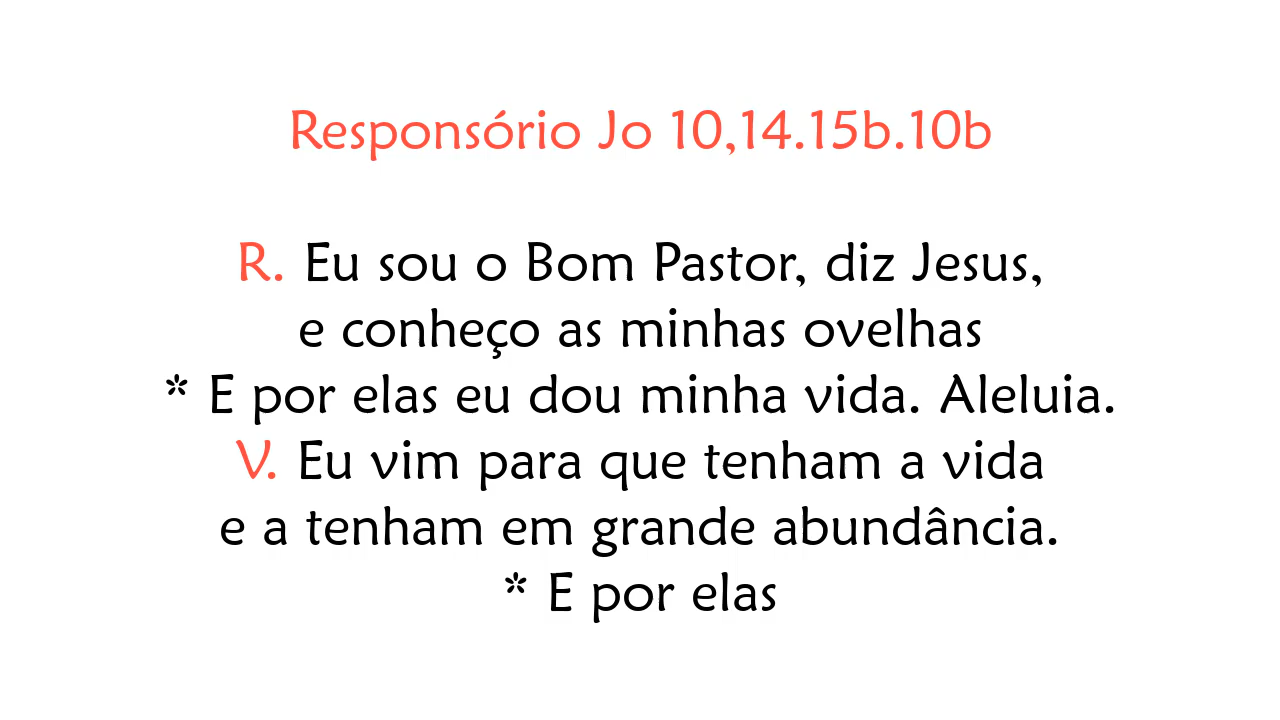 Responsório Jo 10,14.15b.10b
R. Eu sou o Bom Pastor, diz Jesus,
e conheço as minhas ovelhas
* E por elas eu dou minha vida. Aleluia.
V. Eu vim para que tenham a vida
e a tenham em grande abundância.
* E por elas